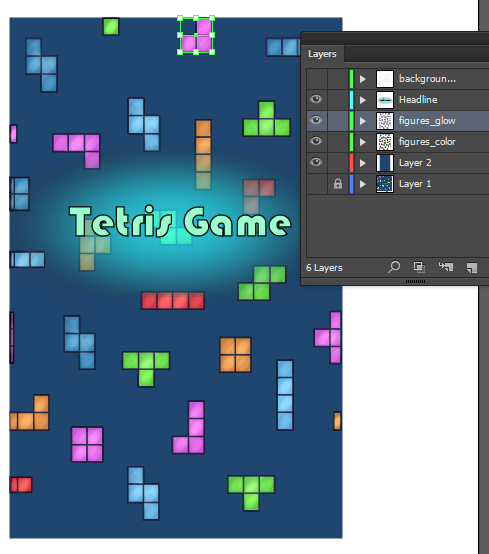 Layers
backgroun...
Headline
figures_glow
figures_color
Layer 2
Layer 1
Tetris Game
6 Layers